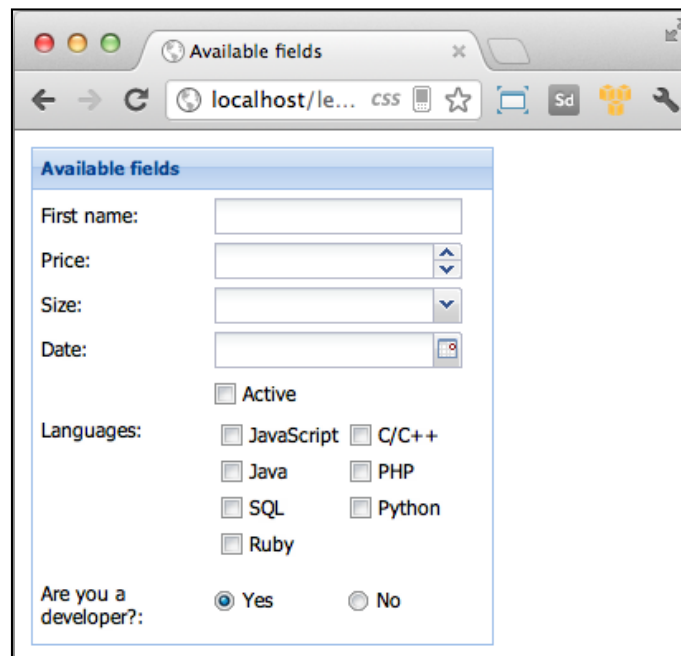 Available fields
localhost/le... css
Sd
Available fields
First name:
Price:
Size:
Date:
Active
Languages:
JavaScript C/C++
Java PHP
SQL Python
Ruby
Are you a
developer?:
Yes No